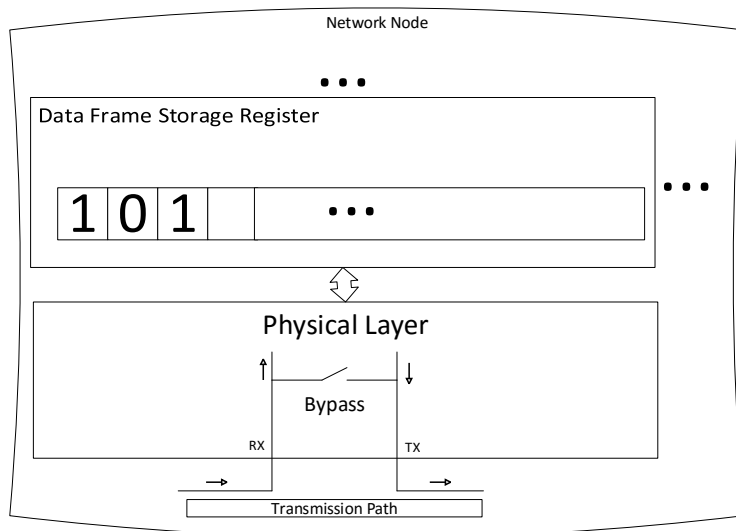 Network Node
...
Data Frame Storage Register
...
1 0 1 ...
Physical Layer
Bypass
RX TX
Transmission Path